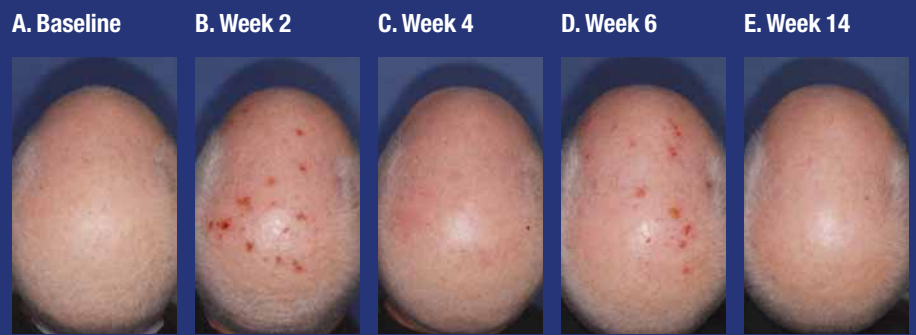 A. Baseline
B. Week 2
C. Week 4
D. Week 6
E. Week 14